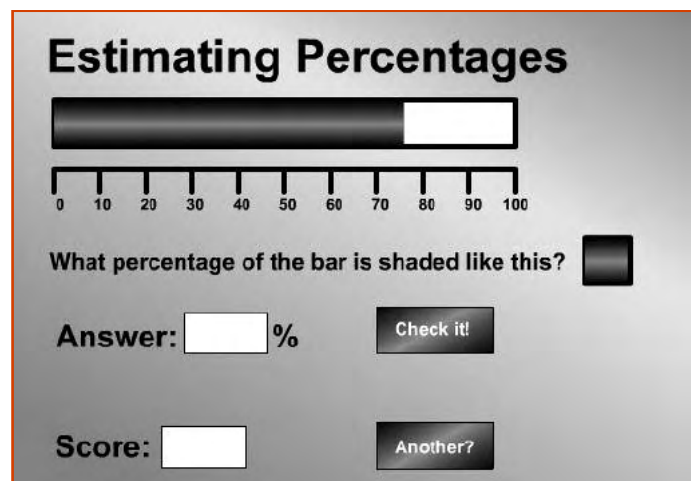 Estimating Percentages
0 10 20 30 40 50 60 70 80 90 100
What percentage of the bar is shaded like this?
Answer: % Check it!
Score: Another?